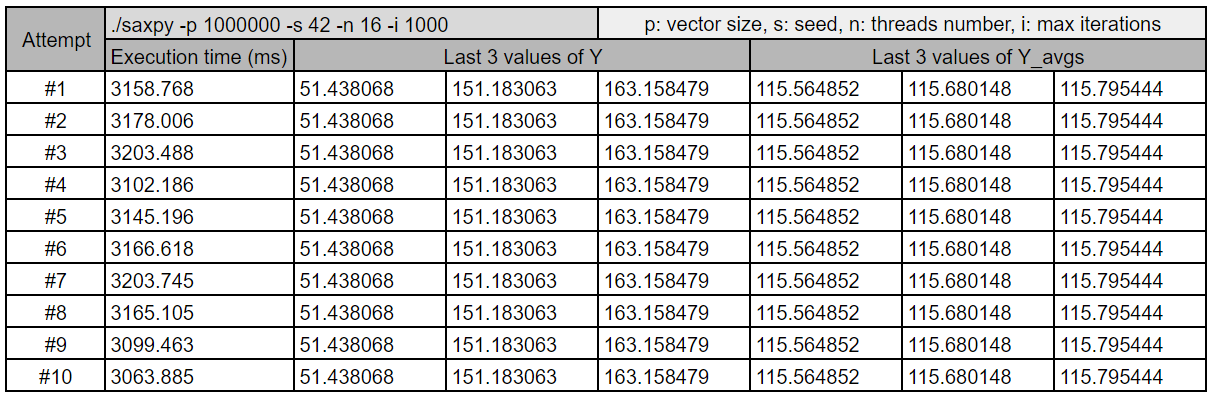 Attempt ./saxpy -p 1000000 -s 42 -n 16 -i 1000 p: vector size, s: seed, n: threads number, i: max iterations
Execution time (ms) Last 3 values of Y Last 3 values of Y_avgs
#1 3158.768 51.438068 151.183063 163.158479 115.564852 115.680148 115.795444
#2 3178.006 51.438068 151.183063 163.158479 115.564852 115.680148 115.795444
#3 3203.488 51.438068 151.183063 163.158479 115.564852 115.680148 115.795444
#4 3102.186 51.438068 151.183063 163.158479 115.564852 115.680148 115.795444
#5 3145.196 51.438068 151.183063 163.158479 115.564852 115.680148 115.795444
#6 3166.618 51.438068 151.183063 163.158479 115.564852 115.680148 115.795444
#7 3203.745 51.438068 151.183063 163.158479 115.564852 115.680148 115.795444
#8 3165.105 51.438068 151.183063 163.158479 115.564852 115.680148 115.795444
#9 3099.463 51.438068 151.183063 163.158479 115.564852 115.680148 115.795444
#10 3063.885 51.438068 151.183063 163.158479 115.564852 115.680148 115.795444